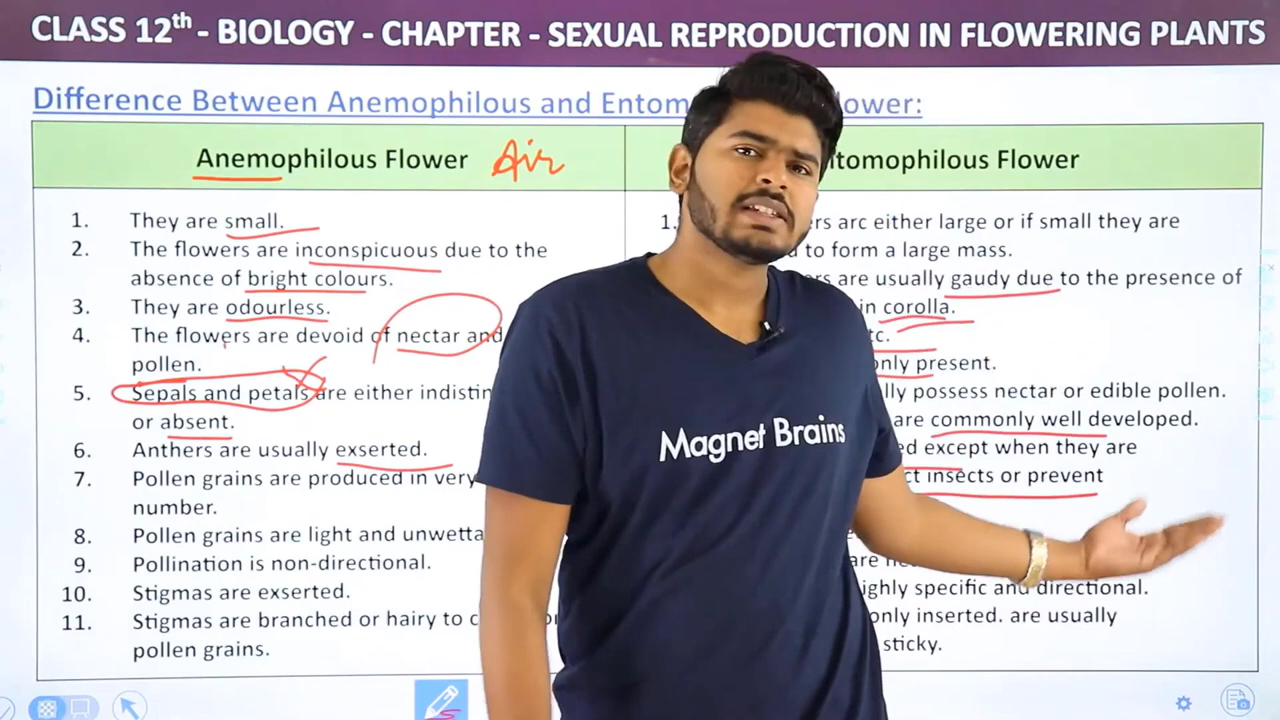 CLASS 12th - BIOLOGY - CHAPTER - SEXUAL REPRODUCTION IN FLOWERING PLANTS
Difference Between Anemophilous and Entom lower:
Anemophilous Flower Air
1. They are small.
2. The flowers are inconspicuous due to the
absence of bright colours.
3. They are odourless.
4. The flowers are devoid of nectar and
pollen.
5. Sepals and petals are either indistin
or absent.
6. Anthers are usually exserted.
7. Pollen grains are produced in very
number.
8. Pollen grains are light and unwetta
9. Pollination is non-directional.
10. Stigmas are exserted.
11. Stigmas are branched or hairy to c
pollen grains.
ntomophilous Flower
1. rs arc either large or if small they are
to form a large mass.
rs are usually gaudy due to the presence of
in corolla.
tc.
only present.
lly possess nectar or edible pollen.
are commonly well developed.
ed except when they are
ct insects or prevent
are ne
ighly specific and directional.
only inserted. are usually
sticky.
Magnet Brains